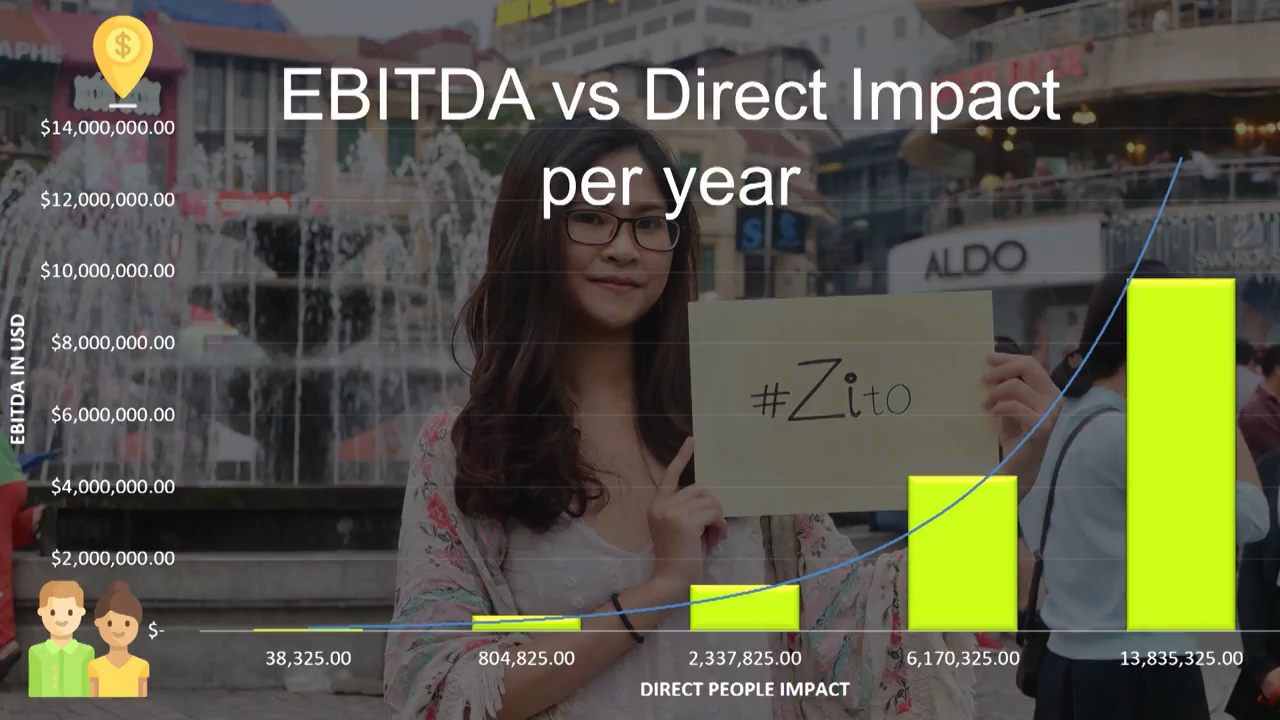 EBITDA vs Direct Impact
per year
$14,000,000.00
$12,000,000.00
$10,000,000.00
$8,000,000.00
$6,000,000.00
$4,000,000.00
$2,000,000.00
$-
EBITDA IN USD
38,325.00
804,825.00
2,337,825.00
6,170,325.00
13,835,325.00
DIRECT PEOPLE IMPACT
#Zito
ALDO
$